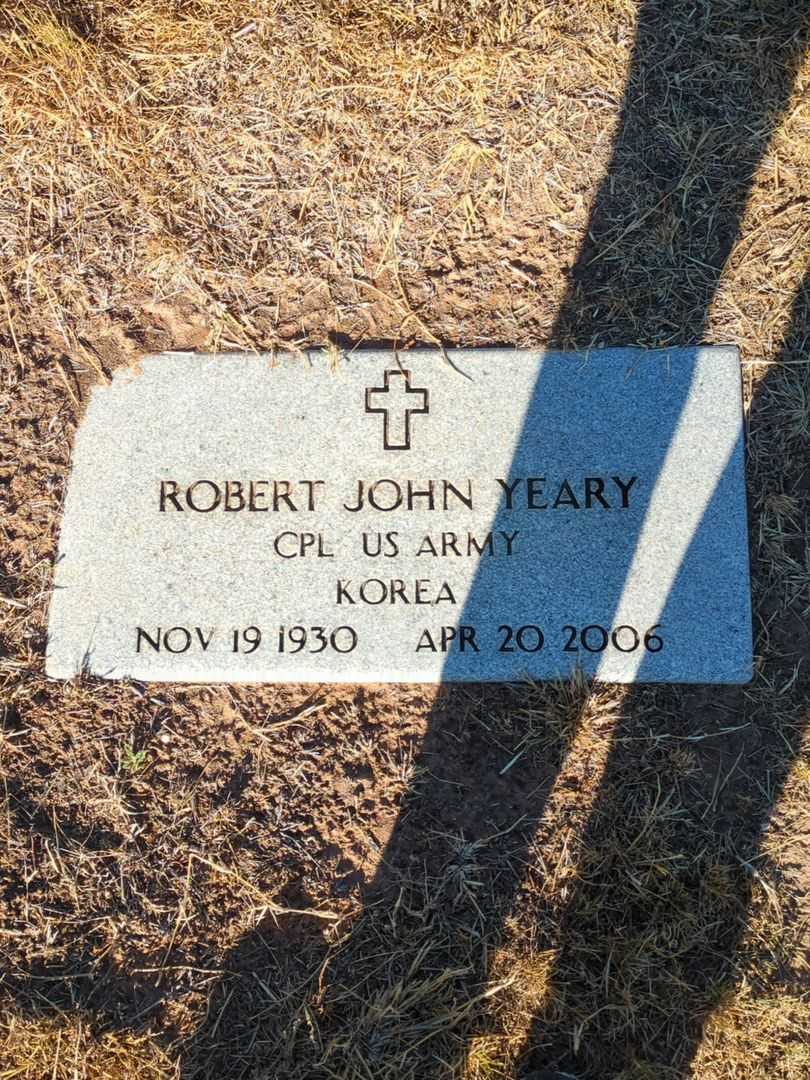 ROBERT JOHN YEARY
CPL US ARMY
KOREA
NOV 19 1930 APR 20 2006